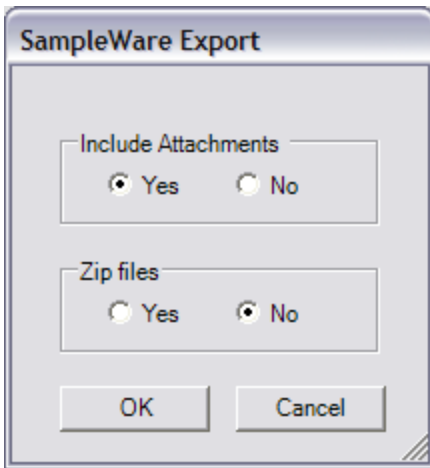 SampleWare Export
Include Attachments
Yes No
Zip files
Yes No
OK Cancel